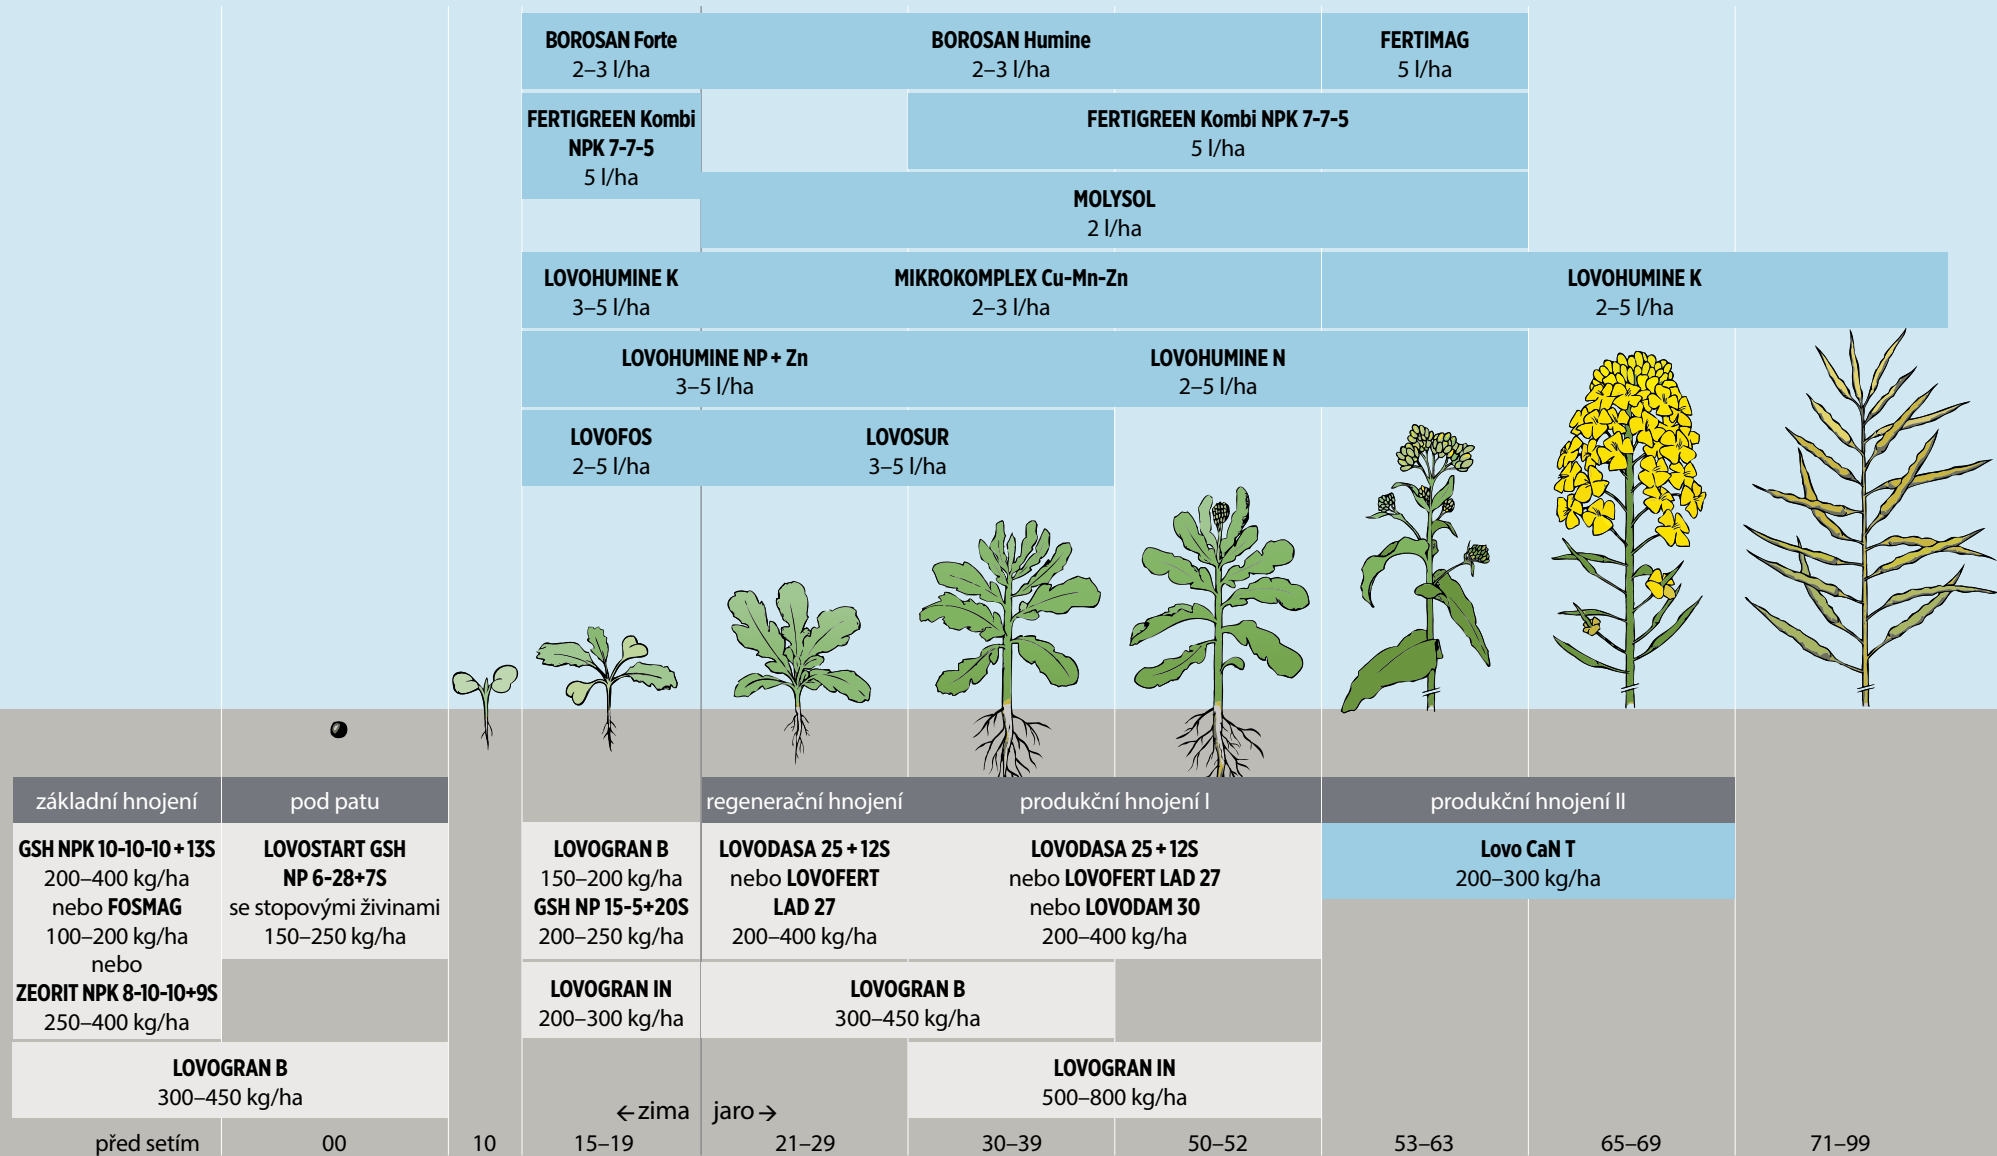 BOROSAN Forte
2–3 l/ha
BOROSAN Humine
2–3 l/ha
FERTIMAG
5 l/ha
FERTIGREEN Kombi
NPK 7-7-5
5 l/ha
FERTIGREEN Kombi NPK 7-7-5
5 l/ha
MOLYSOL
2 l/ha
LOVOHUMINE K
3–5 l/ha
MIKROKOMPLEX Cu-Mn-Zn
2–3 l/ha
LOVOHUMINE K
2–5 l/ha
LOVOHUMINE NP + Zn
3–5 l/ha
LOVOHUMINE N
2–5 l/ha
LOVOFOS
2–5 l/ha
LOVOSUR
3–5 l/ha
základní hnojení
pod patu
regenerační hnojení
produkční hnojení I
produkční hnojení II
GSH NPK 10-10-10 + 13S
200–400 kg/ha
nebo FOSMAG
100–200 kg/ha
nebo
ZEORIT NPK 8-10-10+9S
250–400 kg/ha
LOVOSTART GSH
NP 6-28+7S
se stopovými živinami
150–250 kg/ha
LOVOGRAN B
150–200 kg/ha
GSH NP 15-5+20S
200–250 kg/ha
LOVODASA 25 + 12S
nebo LOVOFERT
LAD 27
200–400 kg/ha
LOVODASA 25 + 12S
nebo LOVOFERT LAD 27
nebo LOVODAM 30
200–400 kg/ha
Lovo CaN T
200–300 kg/ha
LOVOGRAN IN
200–300 kg/ha
LOVOGRAN B
300–450 kg/ha
LOVOGRAN B
300–450 kg/ha
LOVOGRAN IN
500–800 kg/ha
← zima
jaro →
před setím
00
10
15–19
21–29
30–39
50–52
53–63
65–69
71–99